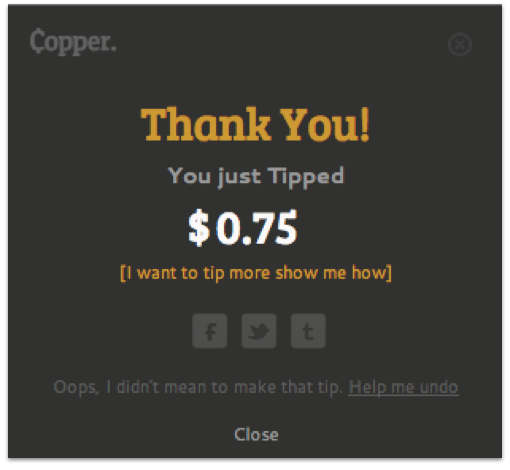 ₵opper.
Thank You!
You just Tipped
$0.75
[I want to tip more show me how]
f t
Oops, I didn't mean to make that tip. Help me undo
Close